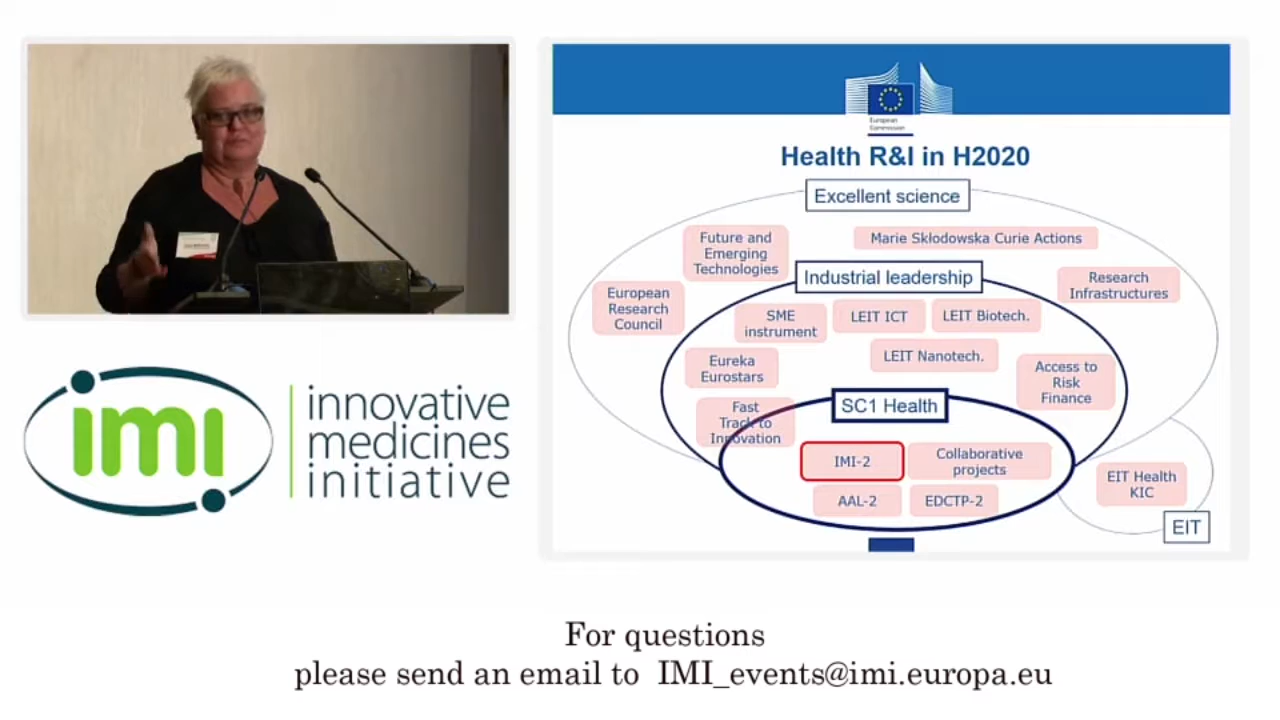 European
Commission
Health R&I in H2020
Excellent science
Future and
Emerging
Technologies
Marie Skłodowska Curie Actions
Industrial leadership
Research
Infrastructures
European
Research
Council
SME
instrument
LEIT ICT
LEIT Biotech.
LEIT Nanotech.
Eureka
Eurostars
Access to
Risk
Finance
SC1 Health
Fast
Track to
Innovation
IMI-2
Collaborative
projects
AAL-2
EDCTP-2
EIT Health
KIC
EIT
imi
innovative
medicines
initiative
For questions
please send an email to IMI_events@imi.europa.eu